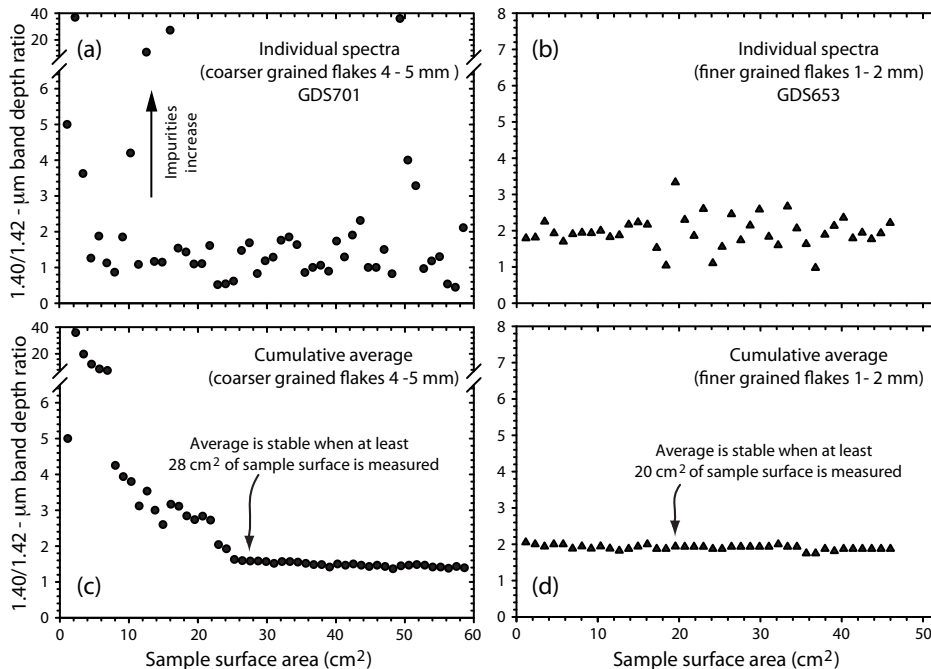 40
20
5
4
3
2
1
0
(a)
Individual spectra
(coarser grained flakes 4 - 5 mm )
GDS701
Impurities
increase
1.40/1.42 - μm band depth ratio
8
7
6
5
4
3
2
1
0
(b)
Individual spectra
(finer grained flakes 1- 2 mm)
GDS653
40
20
5
4
3
2
1
0
Cumulative average
(coarser grained flakes 4 -5 mm)
Average is stable when at least
28 cm2 of sample surface is measured
(c)
1.40/1.42 - μm band depth ratio
0 10 20 30 40 50 60
Sample surface area (cm2)
8
7
6
5
4
3
2
1
0
Cumulative average
(finer grained flakes 1- 2 mm)
Average is stable when at least
20 cm2 of sample surface is measured
(d)
0 10 20 30 40 50
Sample surface area (cm2)